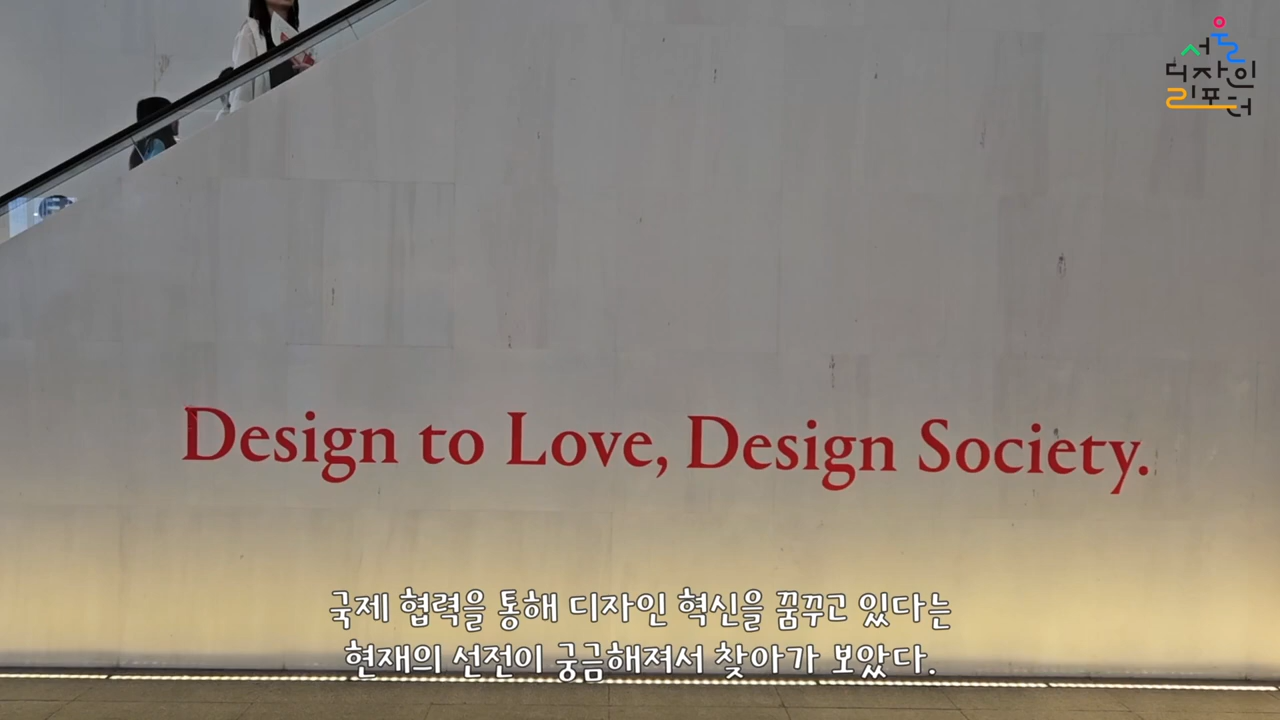 서울
디자인
리포터
Design to Love, Design Society.
국제 협력을 통해 디자인 혁신을 꿈꾸고 있다는
현재의 선전이 궁금해져서 찾아가 보았다.